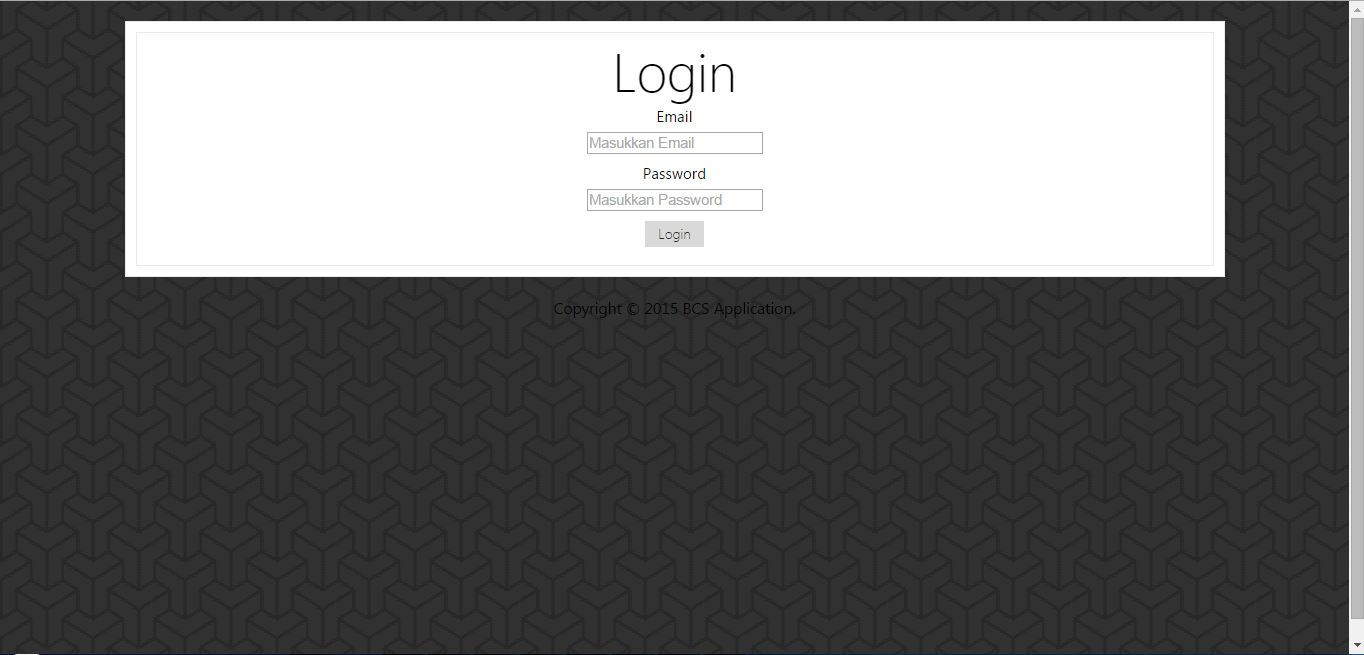 Login
Email
Masukkan Email
Password
Masukkan Password
Login
Copyright © 2015 BCS Application.